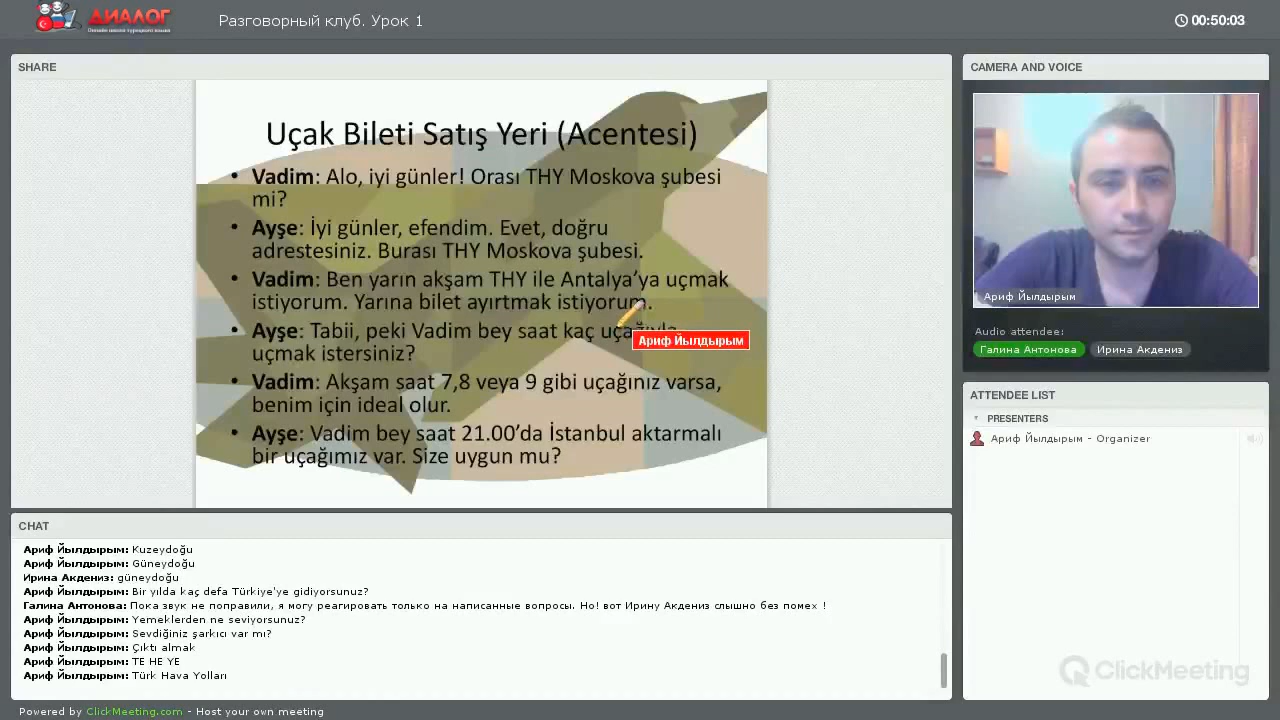 ДИАЛОГ
Онлайн школа турецкого языка
Разговорный клуб. Урок 1
00:50:03
SHARE
Uçak Bileti Satış Yeri (Acentesi)
• Vadim: Alo, iyi günler! Orası THY Moskova şubesi
mi?
• Ayşe: İyi günler, efendim. Evet, doğru
adrestesiniz. Burası THY Moskova şubesi.
• Vadim: Ben yarın akşam THY ile Antalya’ya uçmak
istiyorum. Yarına bilet ayırtmak istiyorum.
• Ayşe: Tabii, peki Vadim bey saat kaç uçağıyla
uçmak istersiniz?
• Vadim: Akşam saat 7,8 veya 9 gibi uçağınız varsa,
benim için ideal olur.
• Ayşe: Vadim bey saat 21.00’da İstanbul aktarmalı
bir uçağımız var. Size uygun mu?
Ариф Йылдырым
CAMERA AND VOICE
Ариф Йылдырым
Audio attendee:
Галина Антонова Ирина Акдениз
ATTENDEE LIST
PRESENTERS
Ариф Йылдырым - Organizer
CHAT
Ариф Йылдырым: Kuzeydoğu
Ариф Йылдырым: Güneydoğu
Ирина Акдениз: güneydoğu
Ариф Йылдырым: Bir yılda kaç defa Türkiye'ye gidiyorsunuz?
Галина Антонова: Пока звук не поправили, я могу реагировать только на написанные вопросы. Но! вот Ирину Акдениз слышно без помех !
Ариф Йылдырым: Yemeklerden ne seviyorsunuz?
Ариф Йылдырым: Sevdiğiniz şarkıcı var mı?
Ариф Йылдырым: Çıktı almak
Ариф Йылдырым: TE HE YE
Ариф Йылдырым: Türk Hava Yolları
ClickMeeting
Powered by ClickMeeting.com - Host your own meeting